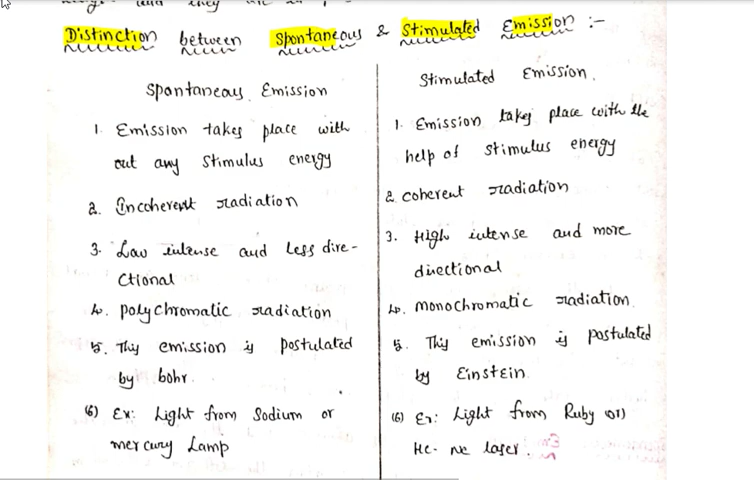 and they
Distinction between Spontaneous & Stimulated Emission :-
Spontaneous Emission
1. Emission takes place with
out any Stimulus energy
2. Incoherent radiation
3. Low intense and Less dire-
ctional
4. polychromatic radiation
5. This emission is postulated
by bohr.
(6) Ex: Light from Sodium or
mercury Lamp
Stimulated Emission.
1. Emission takes place with the
help of stimulus energy
2. coherent radiation
3. High intense and more
directional
4. monochromatic radiation.
5. This emission is postulated
by Einstein
(6) Ex: Light from Ruby (or)
He- Ne laser.